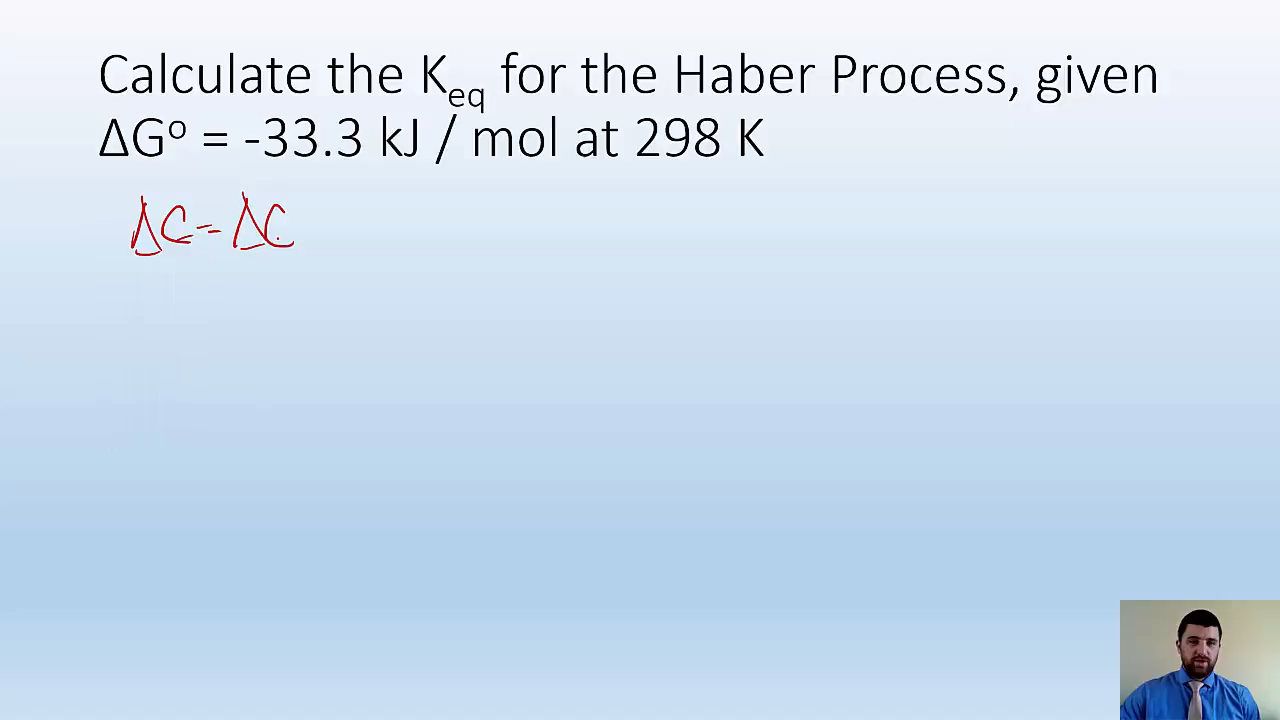 Calculate the Keq for the Haber Process, given
ΔGº = -33.3 kJ / mol at 298 K
ΔG = ΔG